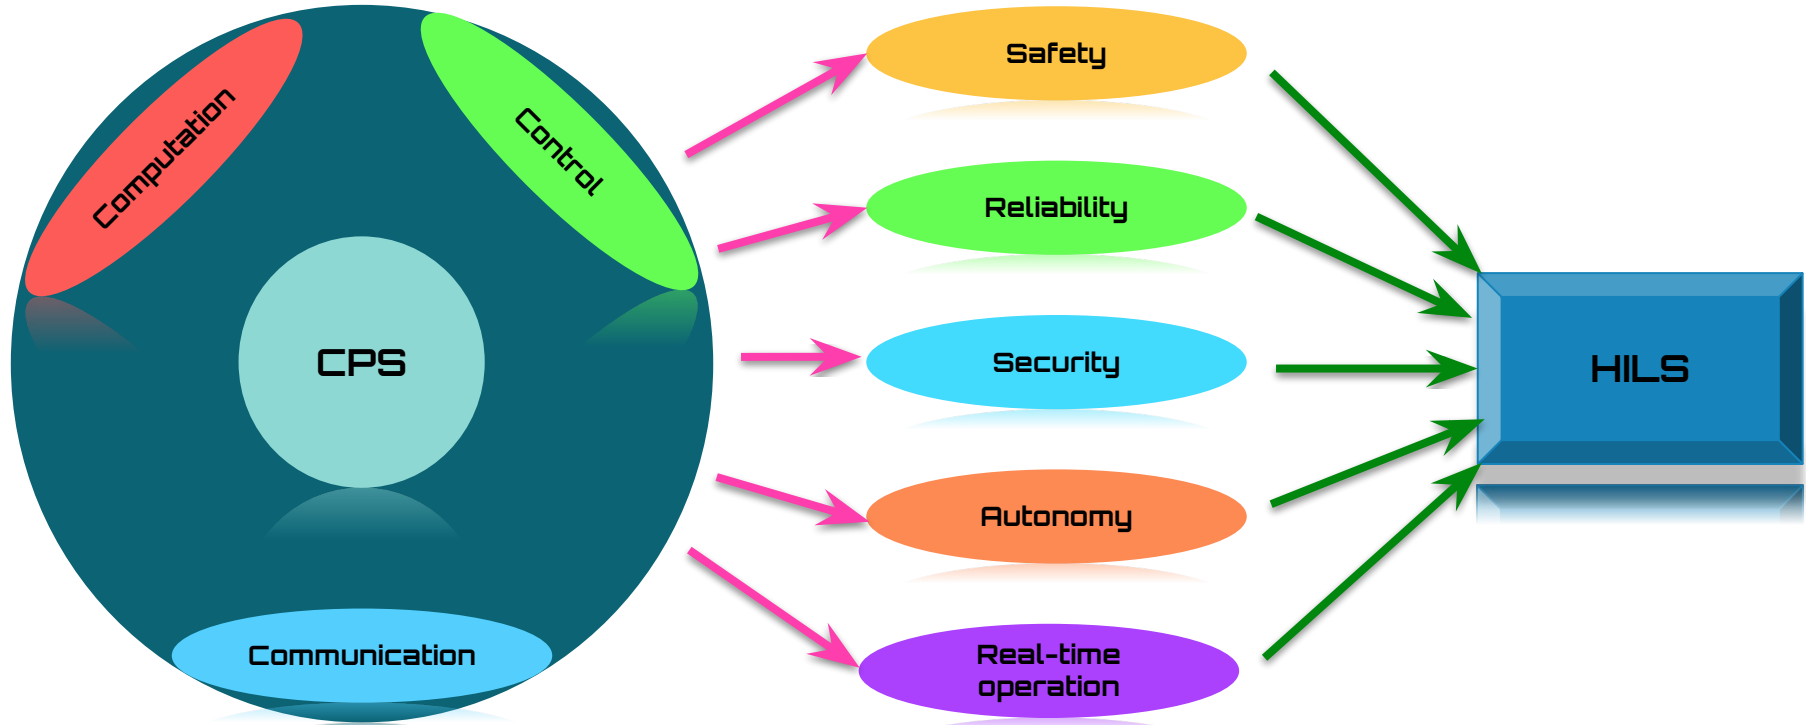 Computation
Control
CPS
Communication
Safety
Reliability
Security
Autonomy
Real-time
operation
HILS